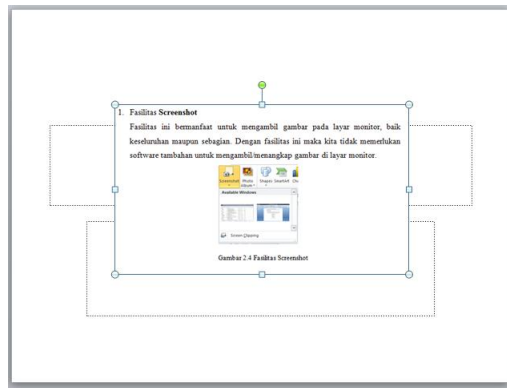 1. Fasilitas Screenshot
Fasilitas ini bermanfaat untuk mengambil gambar pada layar monitor, baik
keseluruhan maupun sebagian. Dengan fasilitas ini maka kita tidak memerlukan
software tambahan untuk mengambil/menangkap gambar di layar monitor.
Screenshot Photo Album Shapes SmartArt
Available Windows
Screen Clipping
Gambar 2.4 Fasilitas Screenshot